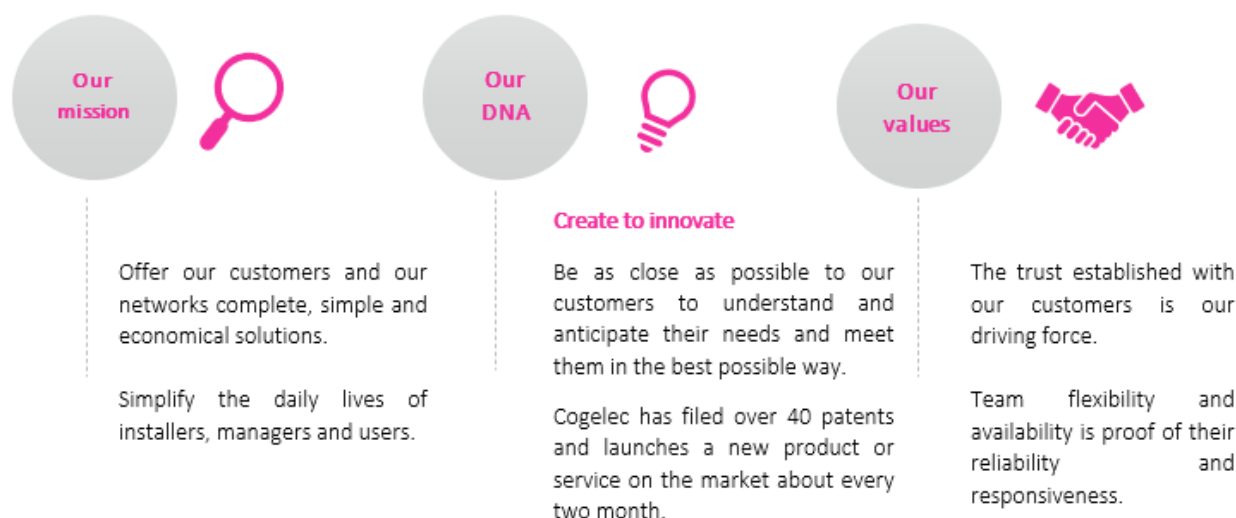 Our
mission
Offer our customers and our
networks complete, simple and
economical solutions.
Simplify the daily lives of
installers, managers and users.
Our
DNA
Create to innovate
Be as close as possible to our
customers to understand and
anticipate their needs and meet
them in the best possible way.
Cogelec has filed over 40 patents
and launches a new product or
service on the market about every
two month.
Our
values
The trust established with
our customers is our
driving force.
Team flexibility and
availability is proof of their
reliability and
responsiveness.